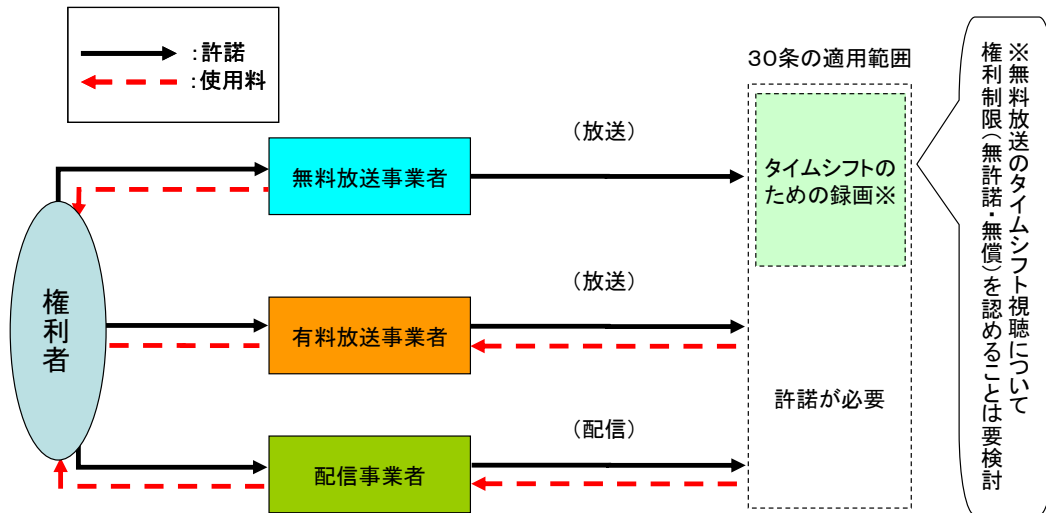 ：許諾
：使用料
30条の適用範囲
※無料放送のタイムシフト視聴について
権利制限（無許諾・無償）を認めることは要検討
（放送）
無料放送事業者
タイムシフトの
ための録画※
権利者
（放送）
有料放送事業者
許諾が必要
（配信）
配信事業者